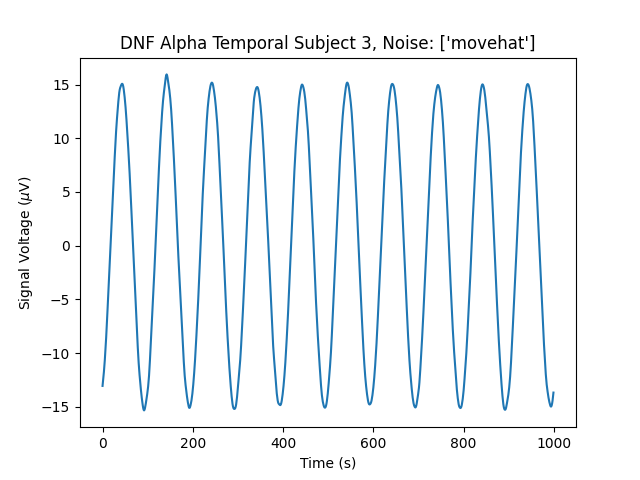 DNF Alpha Temporal Subject 3, Noise: ['movehat']
Signal Voltage (μV)
15
10
5
0
−5
−10
−15
0 200 400 600 800 1000
Time (s)